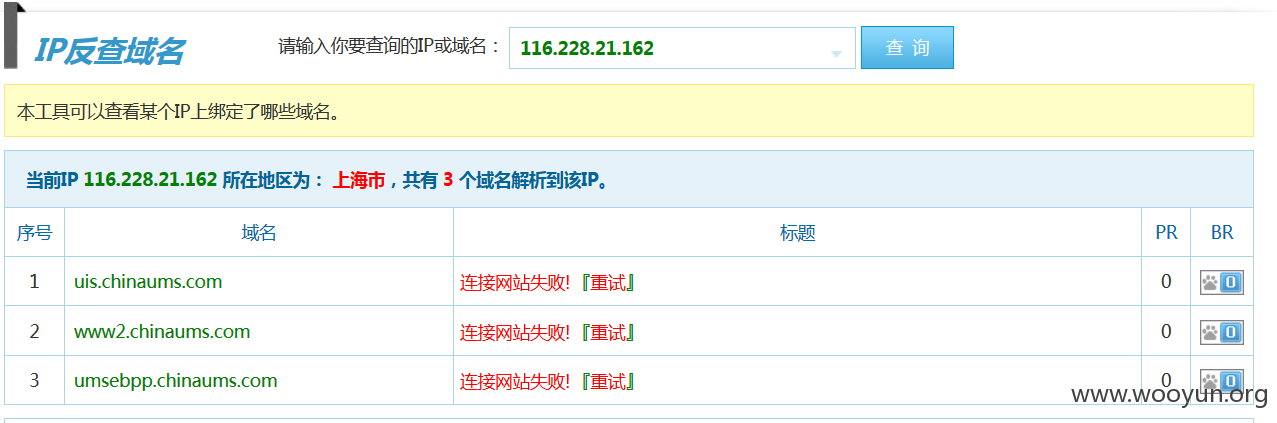 IP反查域名
请输入你要查询的IP或域名：
116.228.21.162
查 询
本工具可以查看某个IP上绑定了哪些域名。
当前IP 116.228.21.162 所在地区为： 上海市，共有 3 个域名解析到该IP。
序号 域名 标题 PR BR
1 uis.chinaums.com 连接网站失败!『重试』 0 0
2 www2.chinaums.com 连接网站失败!『重试』 0 0
3 umsebpp.chinaums.com 连接网站失败!『重试』 0 0
www.wooyun.org